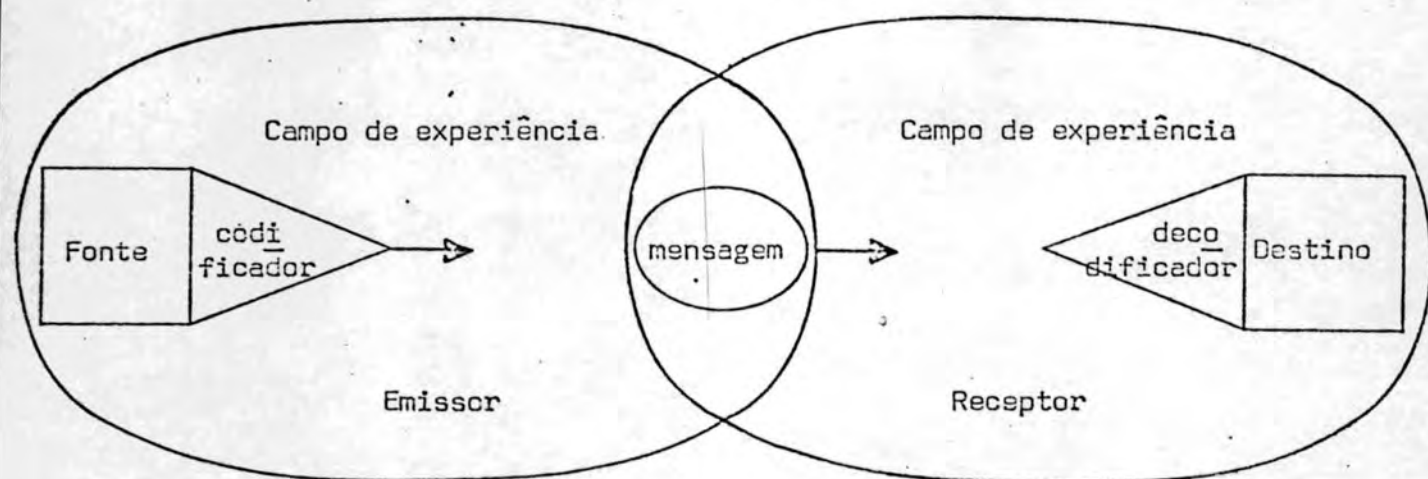 Campo de experiência
Campo de experiência
Fonte
codi
ficador
mensagem
deco
dificador
Destino
Emissor
Receptor